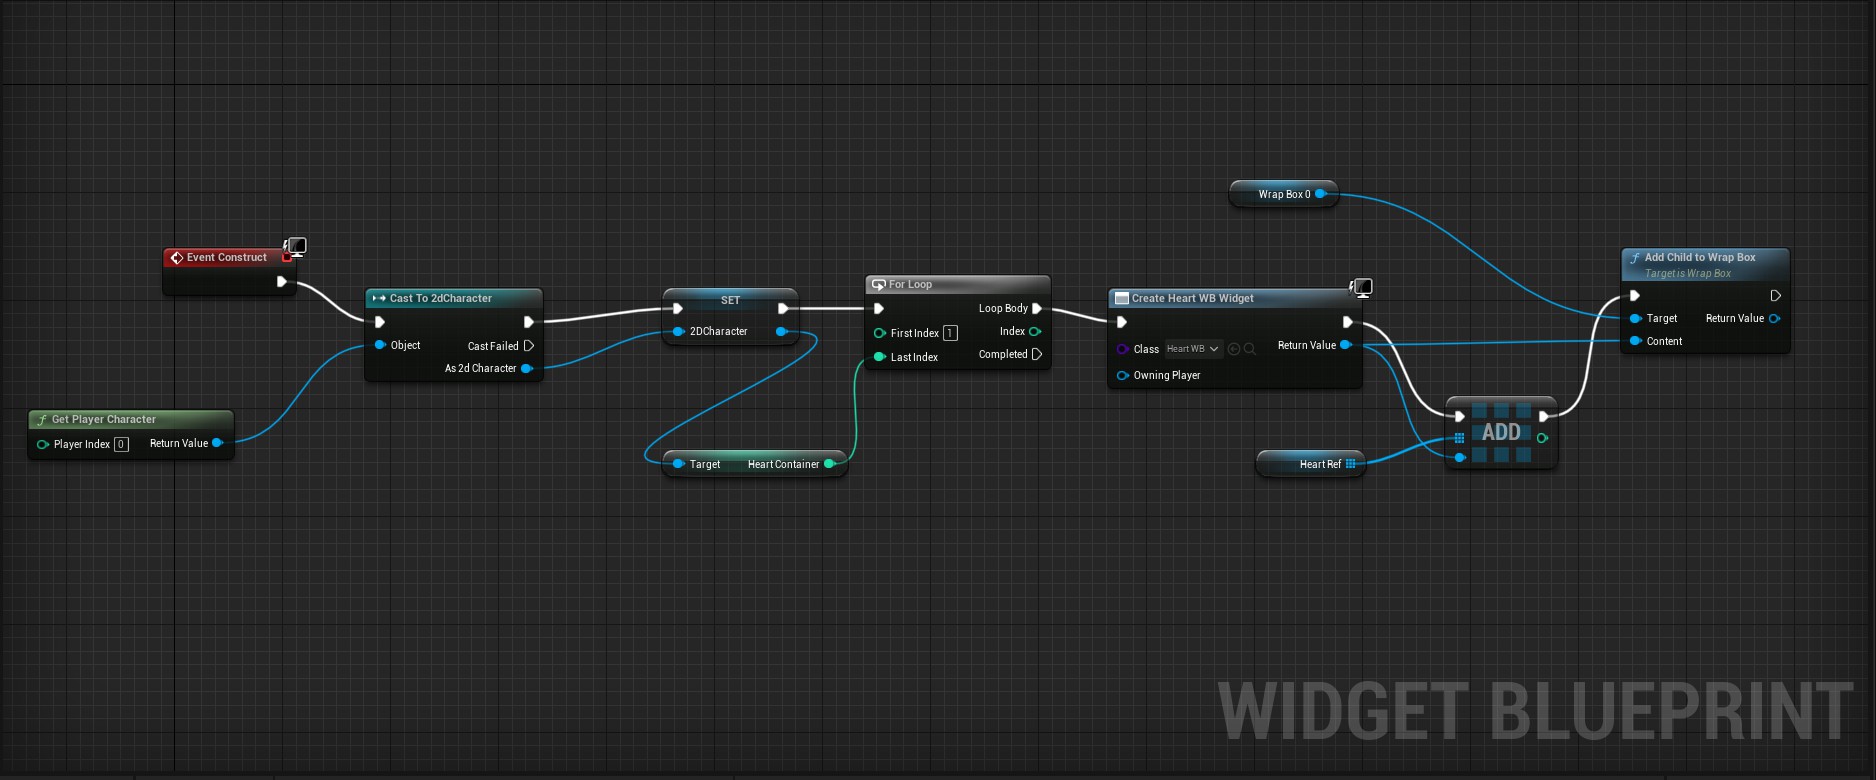 Wrap Box 0
Event Construct
Add Child to Wrap Box
Target is Wrap Box
Target
Return Value
Content
Cast To 2dCharacter
Object
Cast Failed
As 2d Character
SET
2DCharacter
For Loop
Loop Body
First Index 1
Index
Last Index
Completed
Create Heart WB Widget
Class Heart WB
Return Value
Owning Player
Get Player Character
Player Index 0
Return Value
Target
Heart Container
Heart Ref
ADD
WIDGET BLUEPRINT